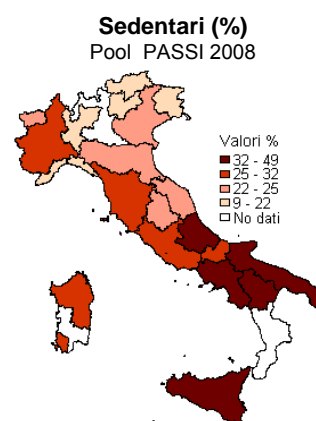 Sedentari (%)
Pool PASSI 2008
Valori %
32 - 49
25 - 32
22 - 25
9 - 22
No dati